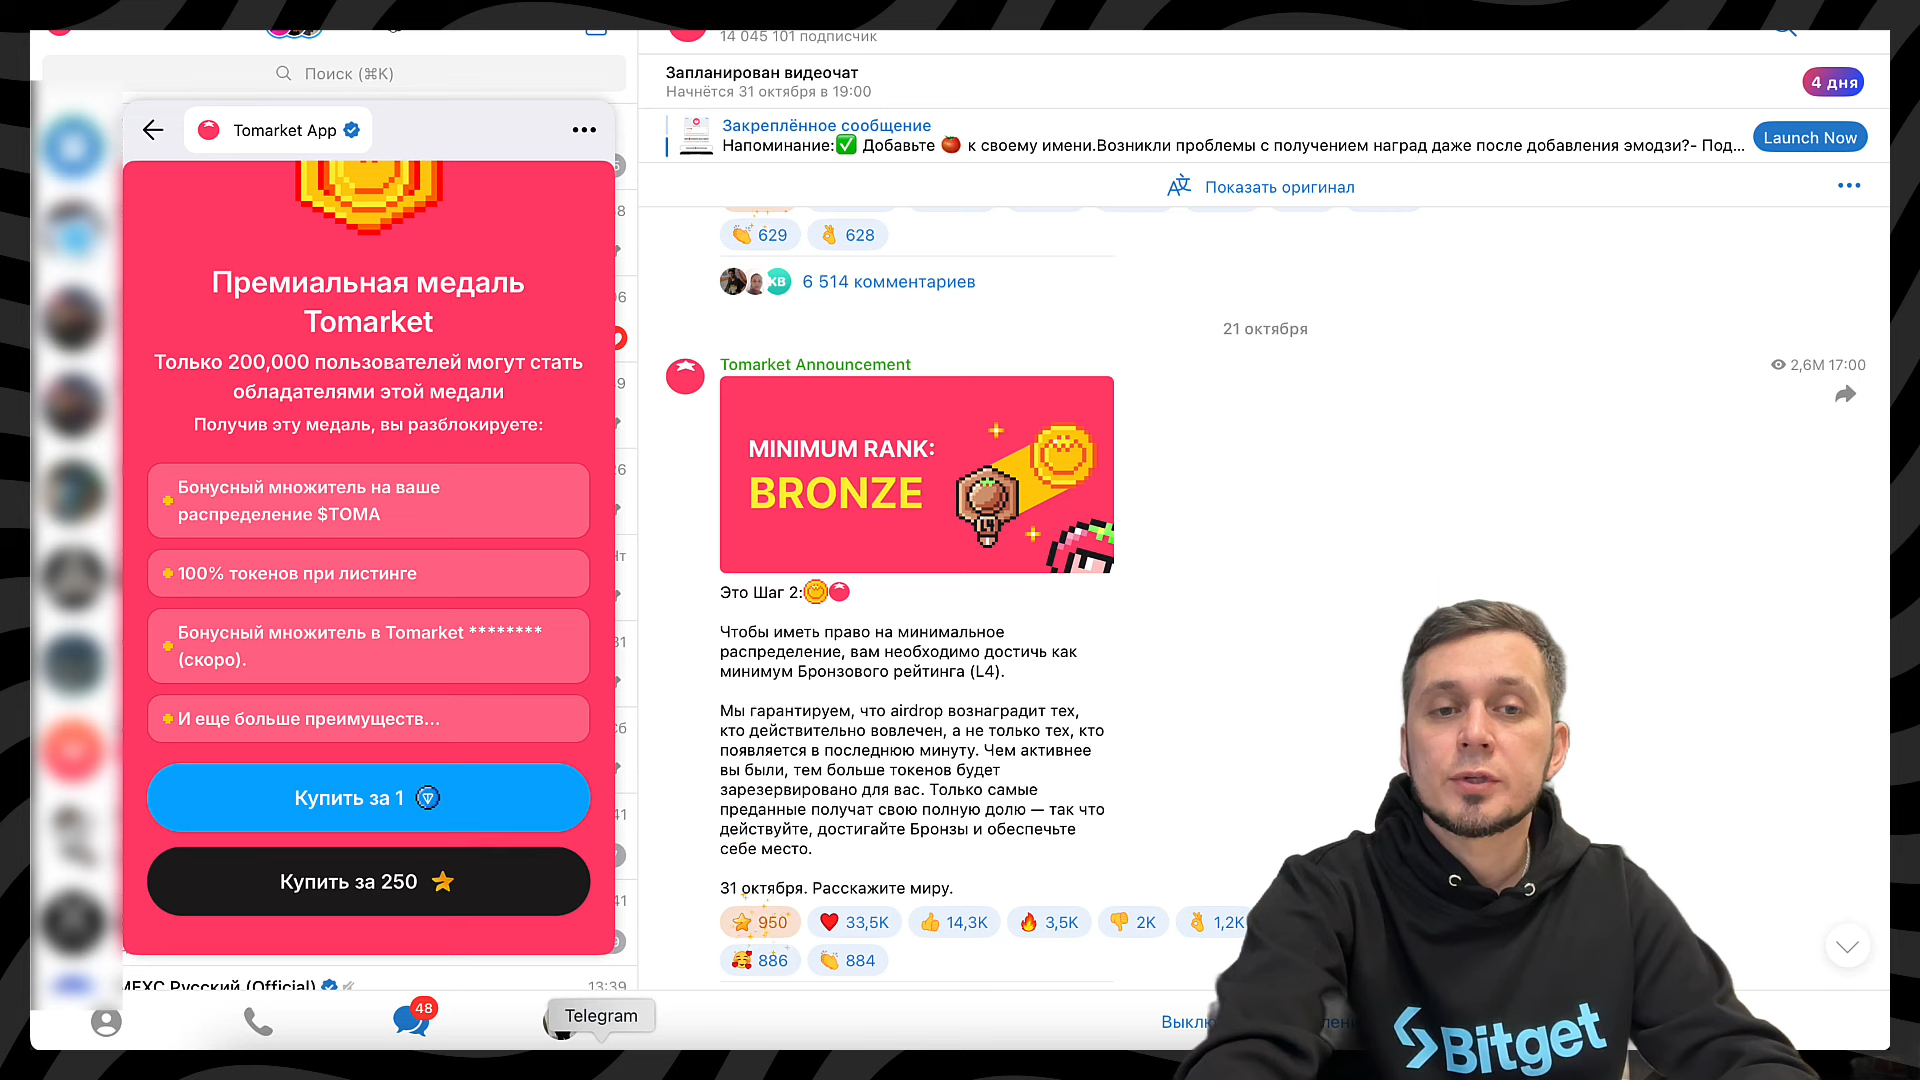 Поиск (⌘K)
Tomarket App
Премиальная медаль
Tomarket
Только 200,000 пользователей могут стать
обладателями этой медали
Получив эту медаль, вы разблокируете:
Бонусный множитель на ваше
распределение $TOMA
100% токенов при листинге
Бонусный множитель в Tomarket ********
(скоро).
И еще больше преимуществ...
Купить за 1
Купить за 250
MEXC Русский (Official)
13:39
48
Telegram
14 045 101 подписчик
Запланирован видеочат
Начнётся 31 октября в 19:00
4 дня
Закреплённое сообщение
Напоминание:✅ Добавьте 🍅 к своему имени.Возникли проблемы с получением наград даже после добавления эмодзи?- Под...
Launch Now
Показать оригинал
629
628
KB
6 514 комментариев
21 октября
Tomarket Announcement
2,6M 17:00
MINIMUM RANK:
BRONZE
L4
Это Шаг 2:
Чтобы иметь право на минимальное
распределение, вам необходимо достичь как
минимум Бронзового рейтинга (L4).
Мы гарантируем, что airdrop вознаградит тех,
кто действительно вовлечен, а не только тех, кто
появляется в последнюю минуту. Чем активнее
вы были, тем больше токенов будет
зарезервировано для вас. Только самые
преданные получат свою полную долю — так что
действуйте, достигайте Бронзы и обеспечьте
себе место.
31 октября. Расскажите миру.
950
33,5K
14,3K
3,5K
2K
1,2K
886
884
Bitget